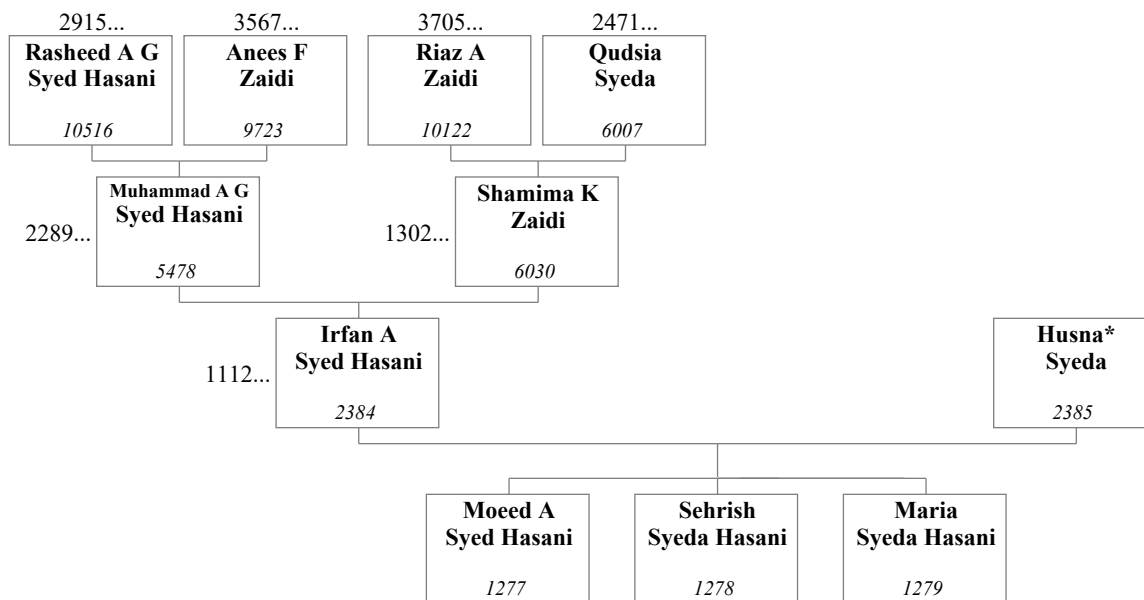 2915... 3567... 3705... 2471...
Rasheed A G
Syed Hasani
10516
Anees F
Zaidi
9723
Riaz A
Zaidi
10122
Qudsia
Syeda
6007
2289...
Muhammad A G
Syed Hasani
5478
1302...
Shamima K
Zaidi
6030
1112...
Irfan A
Syed Hasani
2384
Husna*
Syeda
2385
Moeed A
Syed Hasani
1277
Sehrish
Syeda Hasani
1278
Maria
Syeda Hasani
1279